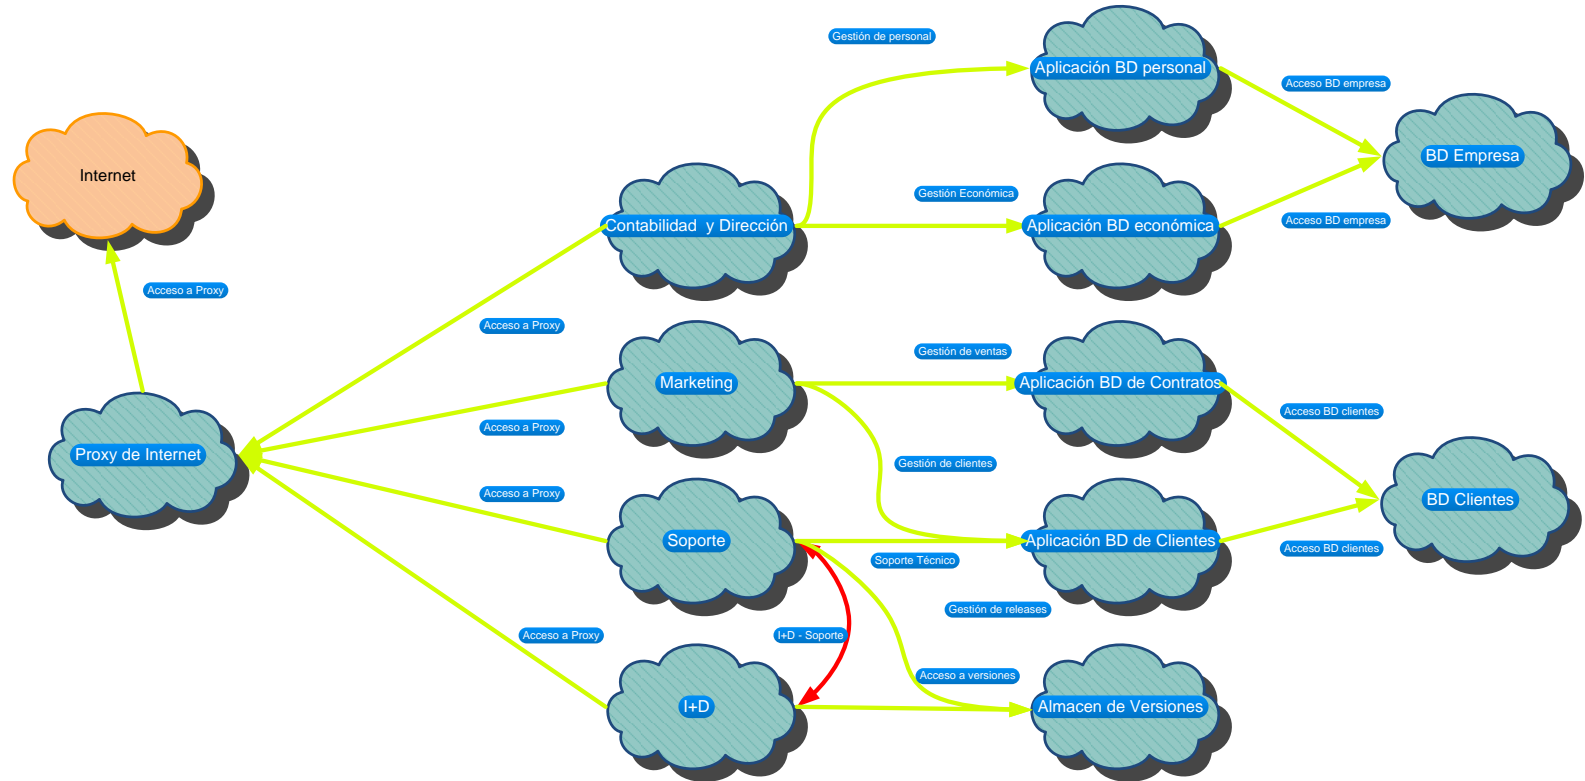 Gestión de personal
Aplicación BD personal
Acceso BD empresa
BD Empresa
Internet
Gestión Económica
Contabilidad  y Dirección
Aplicación BD económica
Acceso BD empresa
Acceso a Proxy
Acceso a Proxy
Gestión de ventas
Marketing
Aplicación BD de Contratos
Acceso BD clientes
Acceso a Proxy
Proxy de Internet
Gestión de clientes
Acceso a Proxy
BD Clientes
Soporte
Aplicación BD de Clientes
Acceso BD clientes
Soporte Técnico
Gestión de releases
I+D - Soporte
Acceso a Proxy
Acceso a versiones
I+D
Almacen de Versiones